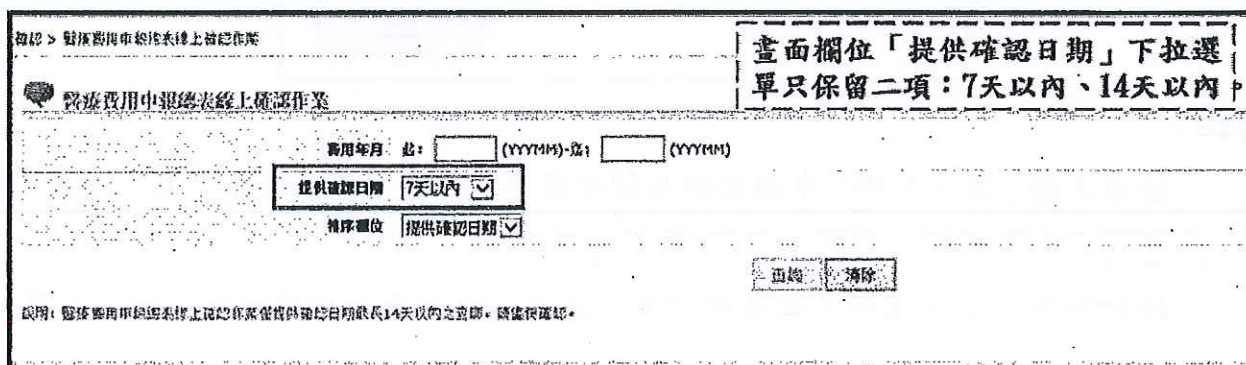 確認 > 醫療費用申報總表線上確認作業
畫面欄位「提供確認日期」下拉選
單只保留二項：7天以內、14天以內
醫療費用申報總表線上確認作業
費用年月 起： (YYYMM)-迄： (YYYMM)
提供確認日期 7天以內
排序欄位 提供確認日期
查詢 清除
說明：醫療費用申報總表線上確認作業僅提供確認日期最長14天以內之查詢，請儘快確認。